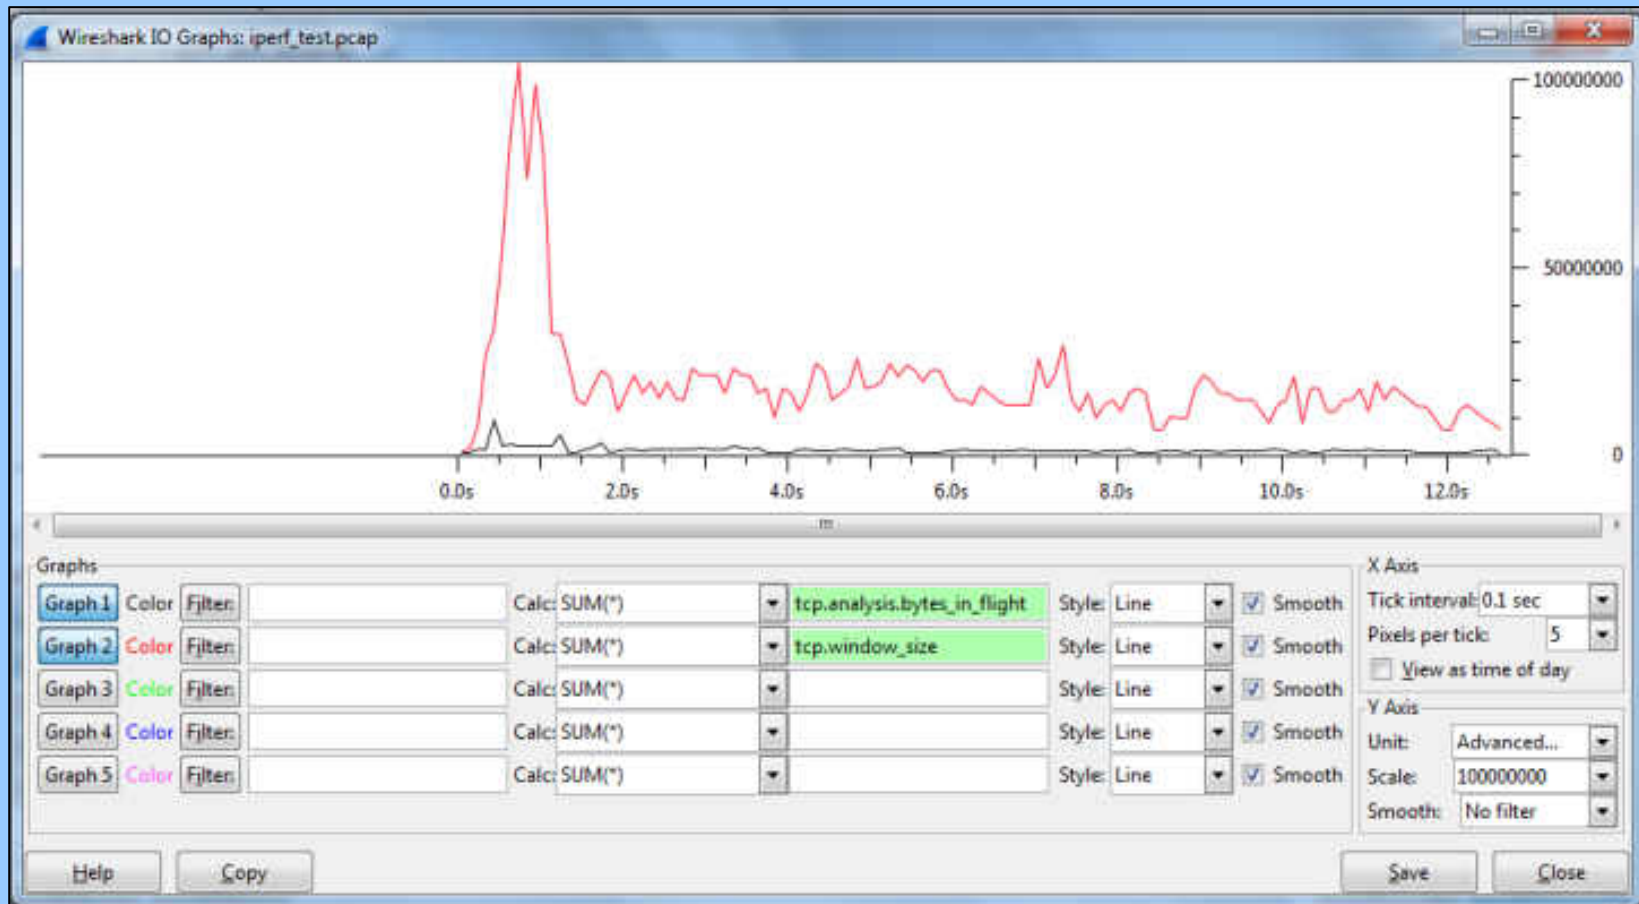 Wireshark IO Graphs: iperf_test.pcap
100000000
50000000
0
0.0s 2.0s 4.0s 6.0s 8.0s 10.0s 12.0s
Graphs
Graph 1 Color Filter: Calc: SUM(*) tcp.analysis.bytes_in_flight Style: Line Smooth
Graph 2 Color Filter: Calc: SUM(*) tcp.window_size Style: Line Smooth
Graph 3 Color Filter: Calc: SUM(*) Style: Line Smooth
Graph 4 Color Filter: Calc: SUM(*) Style: Line Smooth
Graph 5 Color Filter: Calc: SUM(*) Style: Line Smooth
X Axis
Tick interval: 0.1 sec
Pixels per tick: 5
View as time of day
Y Axis
Unit: Advanced...
Scale: 100000000
Smooth: No filter
Help Copy Save Close